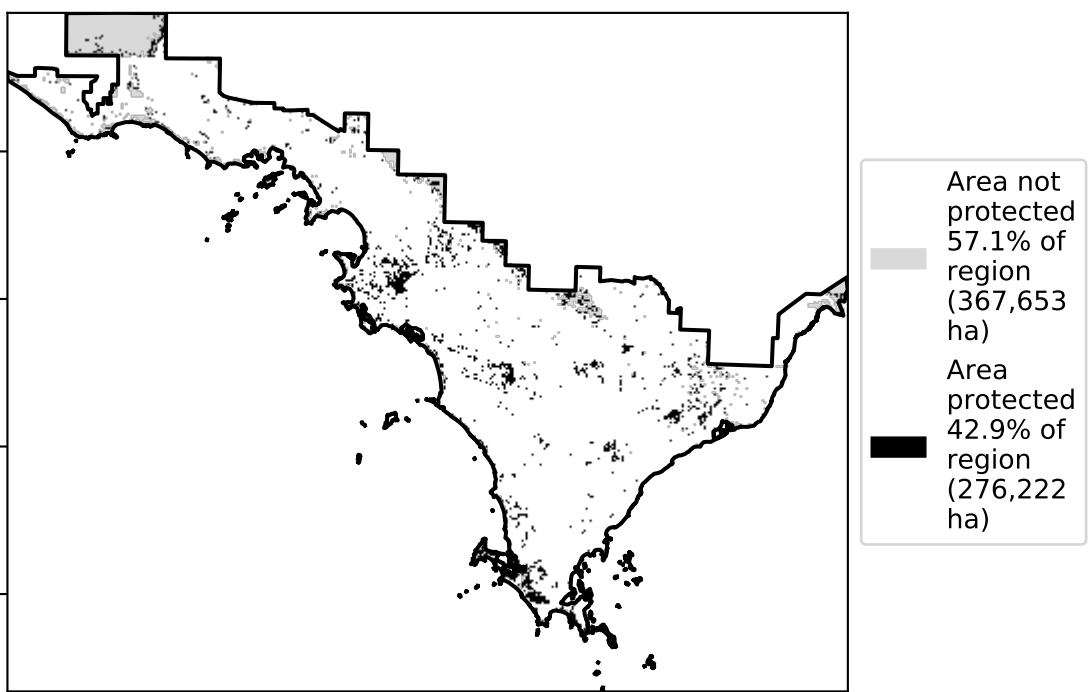 Area not
protected
57.1% of
region
(367,653
ha)
Area
protected
42.9% of
region
(276,222
ha)